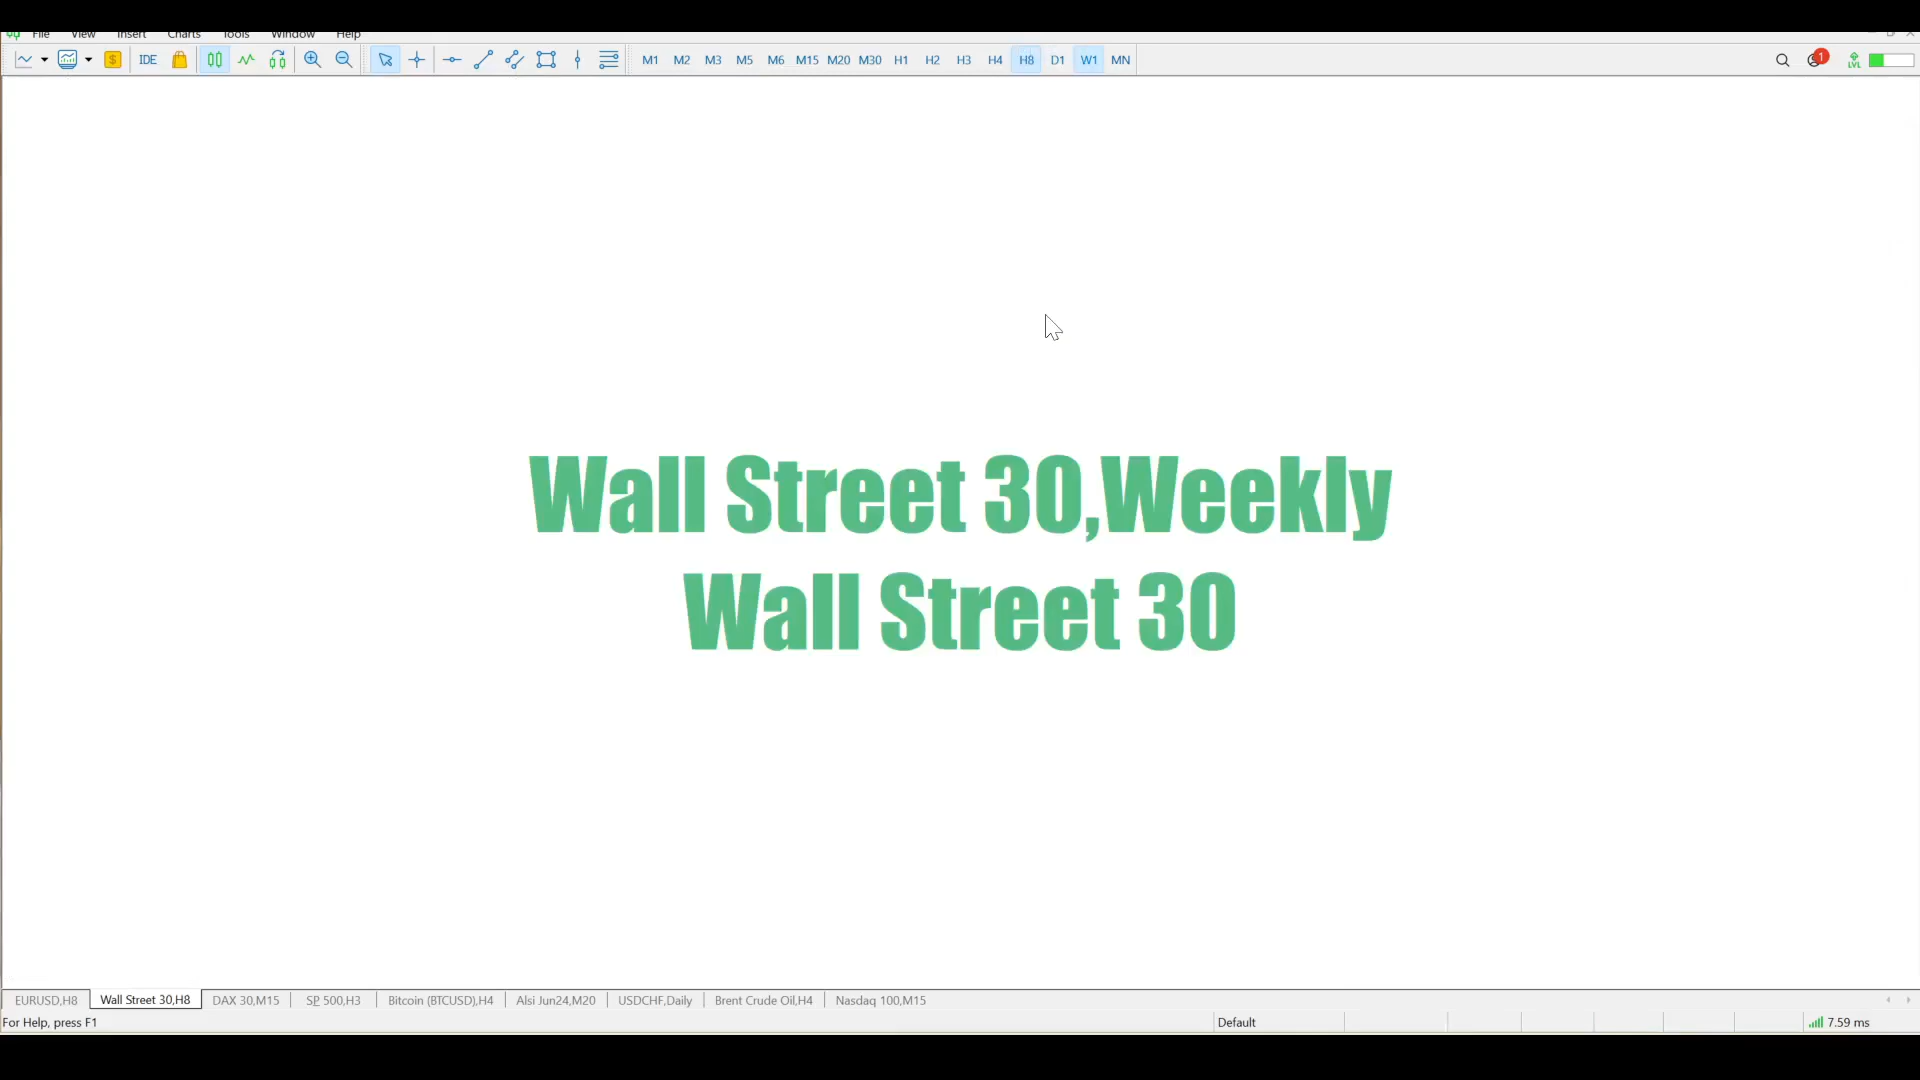 File View Insert Charts Tools Window Help
IDE M1 M2 M3 M5 M6 M15 M20 M30 H1 H2 H3 H4 H8 D1 W1 MN 1 LVL
Wall Street 30,Weekly
Wall Street 30
EURUSD,H8 Wall Street 30,H8 DAX 30,M15 SP 500,H3 Bitcoin (BTCUSD),H4 Alsi Jun24,M20 USDCHF,Daily Brent Crude Oil,H4 Nasdaq 100,M15
For Help, press F1 Default 7.59 ms